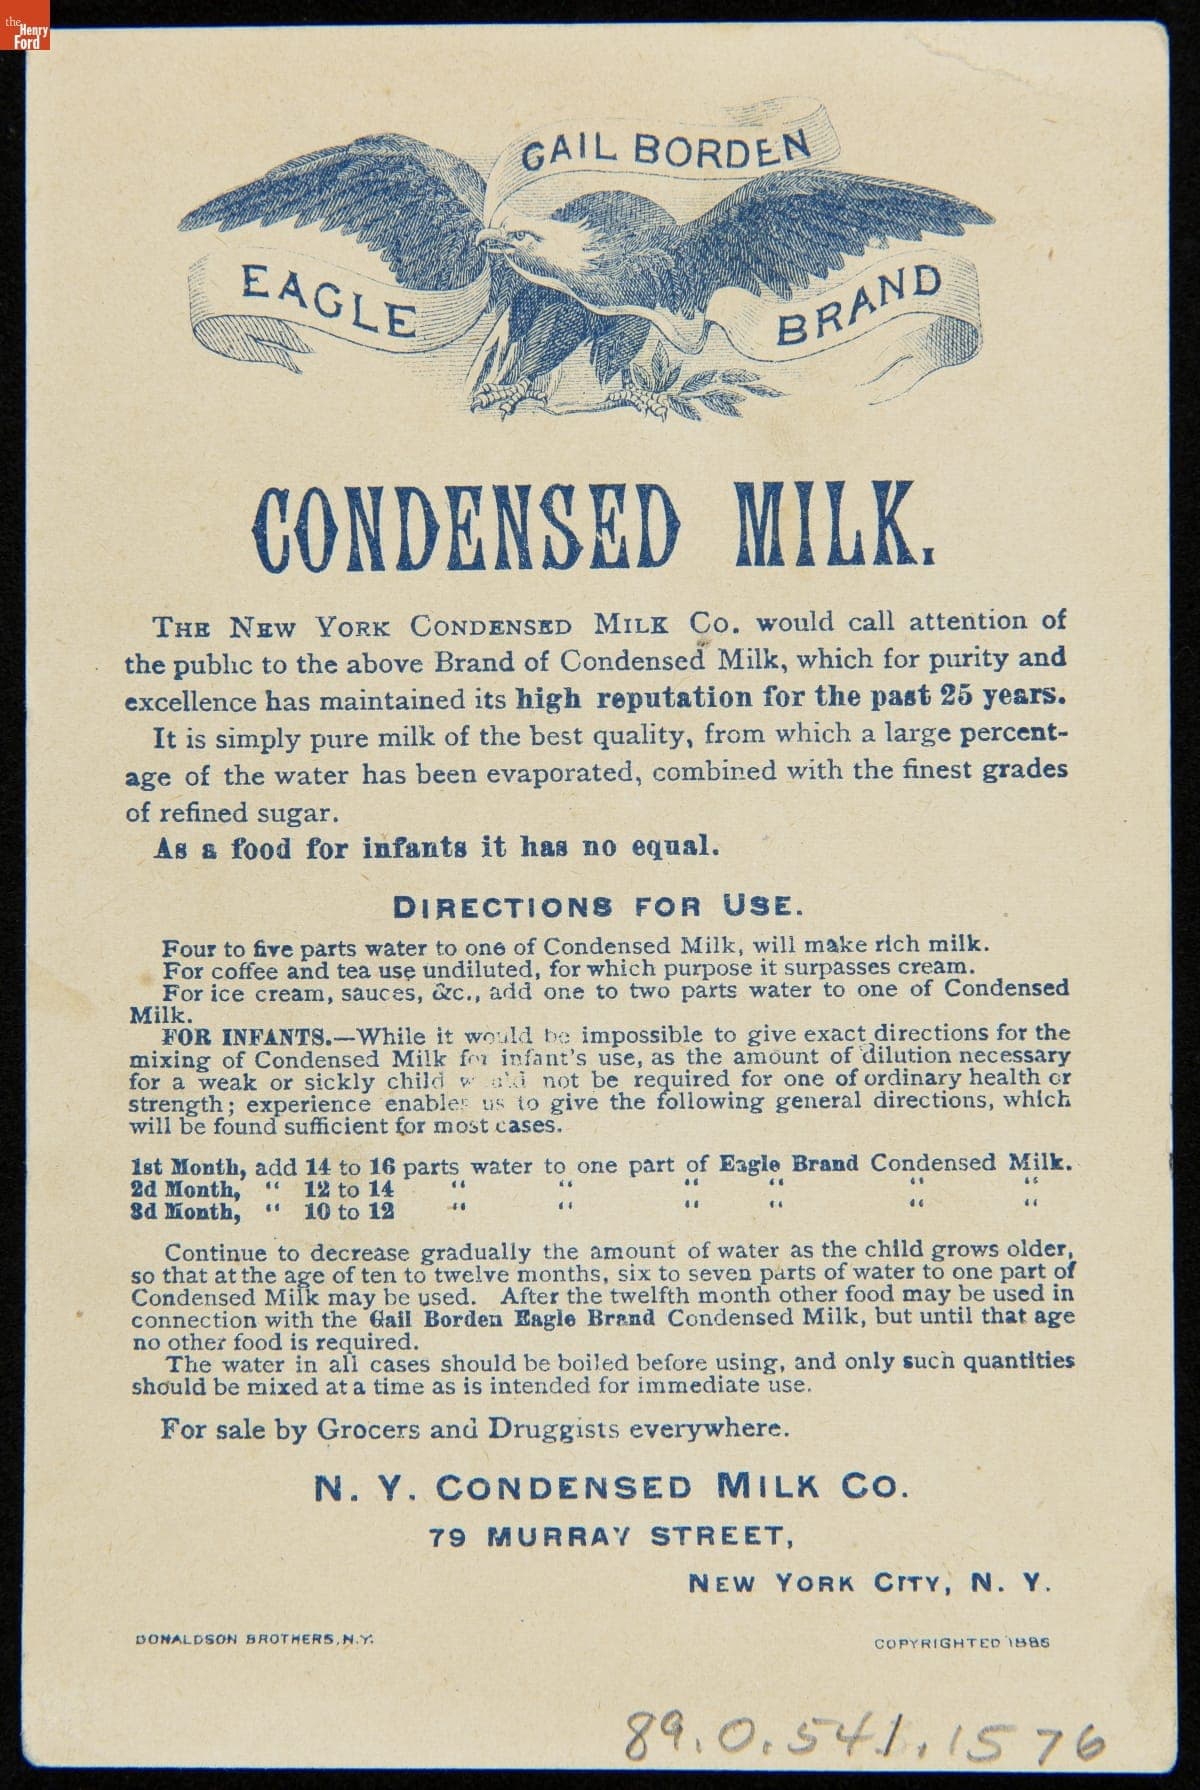 the
Henry
Ford
GAIL BORDEN
EAGLE
BRAND
CONDENSED MILK.
THE NEW YORK CONDENSED MILK CO. would call attention of
the public to the above Brand of Condensed Milk, which for purity and
excellence has maintained its high reputation for the past 25 years.
It is simply pure milk of the best quality, from which a large percent-
age of the water has been evaporated, combined with the finest grades
of refined sugar.
As a food for infants it has no equal.
DIRECTIONS FOR USE.
Four to five parts water to one of Condensed Milk, will make rich milk.
For coffee and tea use undiluted, for which purpose it surpasses cream.
For ice cream, sauces, &c., add one to two parts water to one of Condensed
Milk.
FOR INFANTS.—While it would be impossible to give exact directions for the
mixing of Condensed Milk for infant's use, as the amount of dilution necessary
for a weak or sickly child would not be required for one of ordinary health or
strength; experience enables us to give the following general directions, which
will be found sufficient for most cases.
1st Month, add 14 to 16 parts water to one part of Eagle Brand Condensed Milk.
2d Month, " 12 to 14 " " " " " "
3d Month, " 10 to 12 " " " " " "
Continue to decrease gradually the amount of water as the child grows older,
so that at the age of ten to twelve months, six to seven parts of water to one part of
Condensed Milk may be used. After the twelfth month other food may be used in
connection with the Gail Borden Eagle Brand Condensed Milk, but until that age
no other food is required.
The water in all cases should be boiled before using, and only such quantities
should be mixed at a time as is intended for immediate use.
For sale by Grocers and Druggists everywhere.
N. Y. CONDENSED MILK CO.
79 MURRAY STREET,
NEW YORK CITY, N. Y.
DONALDSON BROTHERS, N.Y.
COPYRIGHTED 1886
89.0.541.1576